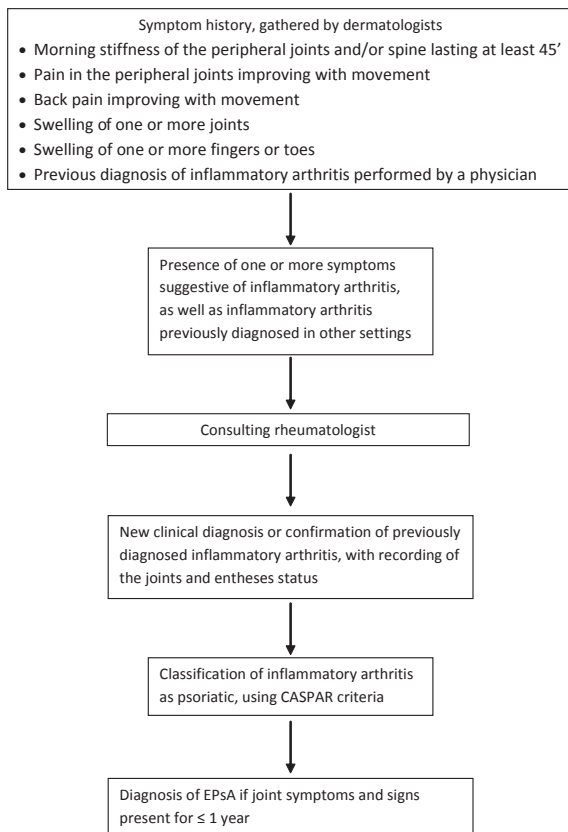 Symptom history, gathered by dermatologists
• Morning stiffness of the peripheral joints and/or spine lasting at least 45’
• Pain in the peripheral joints improving with movement
• Back pain improving with movement
• Swelling of one or more joints
• Swelling of one or more fingers or toes
• Previous diagnosis of inflammatory arthritis performed by a physician
Presence of one or more symptoms
suggestive of inflammatory arthritis,
as well as inflammatory arthritis
previously diagnosed in other settings
Consulting rheumatologist
New clinical diagnosis or confirmation of previously
diagnosed inflammatory arthritis, with recording of
the joints and entheses status
Classification of inflammatory arthritis
as psoriatic, using CASPAR criteria
Diagnosis of EPsA if joint symptoms and signs
present for ≤ 1 year